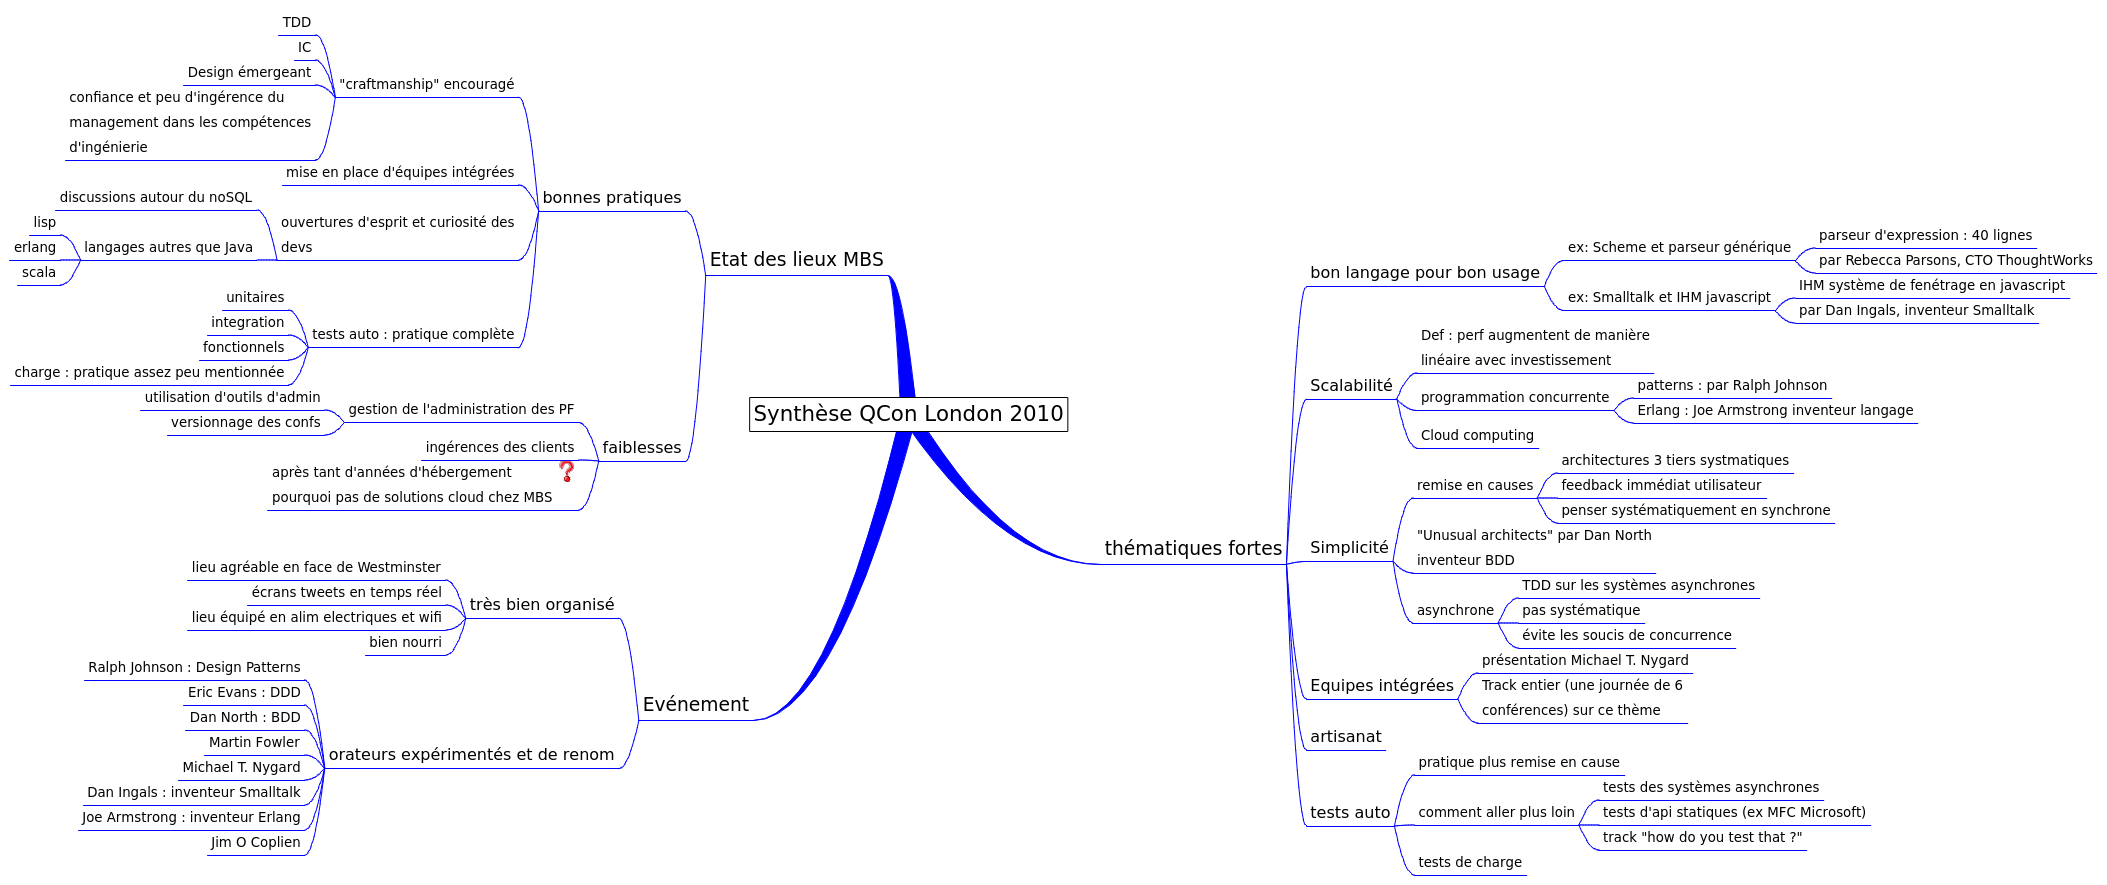 Synthèse QCon London 2010
Etat des lieux MBS
bonnes pratiques
"craftmanship" encouragé
TDD
IC
Design émergeant
confiance et peu d'ingérence du
management dans les compétences
d'ingénierie
mise en place d'équipes intégrées
ouvertures d'esprit et curiosité des
devs
discussions autour du noSQL
langages autres que Java
lisp
erlang
scala
tests auto : pratique complète
unitaires
integration
fonctionnels
charge : pratique assez peu mentionnée
faiblesses
gestion de l'administration des PF
utilisation d'outils d'admin
versionnage des confs
ingérences des clients
après tant d'années d'hébergement
pourquoi pas de solutions cloud chez MBS
?
Evénement
très bien organisé
lieu agréable en face de Westminster
écrans tweets en temps réel
lieu équipé en alim electriques et wifi
bien nourri
orateurs expérimentés et de renom
Ralph Johnson : Design Patterns
Eric Evans : DDD
Dan North : BDD
Martin Fowler
Michael T. Nygard
Dan Ingals : inventeur Smalltalk
Joe Armstrong : inventeur Erlang
Jim O Coplien
thématiques fortes
bon langage pour bon usage
ex: Scheme et parseur générique
parseur d'expression : 40 lignes
par Rebecca Parsons, CTO ThoughtWorks
ex: Smalltalk et IHM javascript
IHM système de fenétrage en javascript
par Dan Ingals, inventeur Smalltalk
Scalabilité
Def : perf augmentent de manière
linéaire avec investissement
programmation concurrente
patterns : par Ralph Johnson
Erlang : Joe Armstrong inventeur langage
Cloud computing
Simplicité
remise en causes
architectures 3 tiers systmatiques
feedback immédiat utilisateur
penser systématiquement en synchrone
"Unusual architects" par Dan North
inventeur BDD
asynchrone
TDD sur les systèmes asynchrones
pas systématique
évite les soucis de concurrence
Equipes intégrées
présentation Michael T. Nygard
Track entier (une journée de 6
conférences) sur ce thème
artisanat
tests auto
pratique plus remise en cause
comment aller plus loin
tests des systèmes asynchrones
tests d'api statiques (ex MFC Microsoft)
track "how do you test that ?"
tests de charge